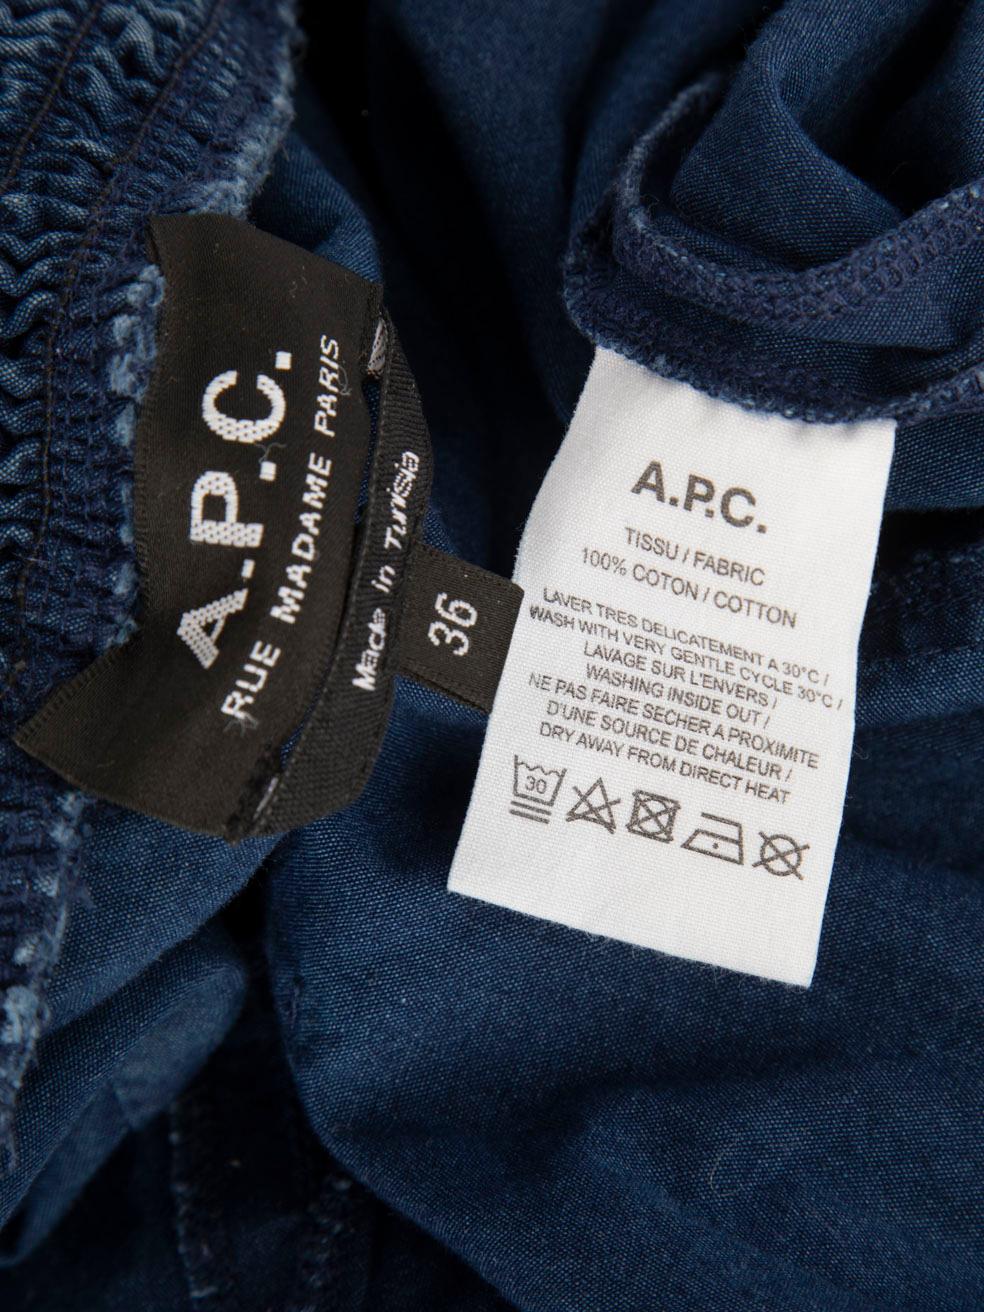 A.P.C.
RUE MADAME PARIS
Made in Tunisia
36
A.P.C.
TISSU / FABRIC
100% COTON / COTTON
LAVER TRES DELICATEMENT A 30°C /
WASH WITH VERY GENTLE CYCLE 30°C /
LAVAGE SUR L'ENVERS /
WASHING INSIDE OUT /
NE PAS FAIRE SECHER A PROXIMITE
D'UNE SOURCE DE CHALEUR /
DRY AWAY FROM DIRECT HEAT
30